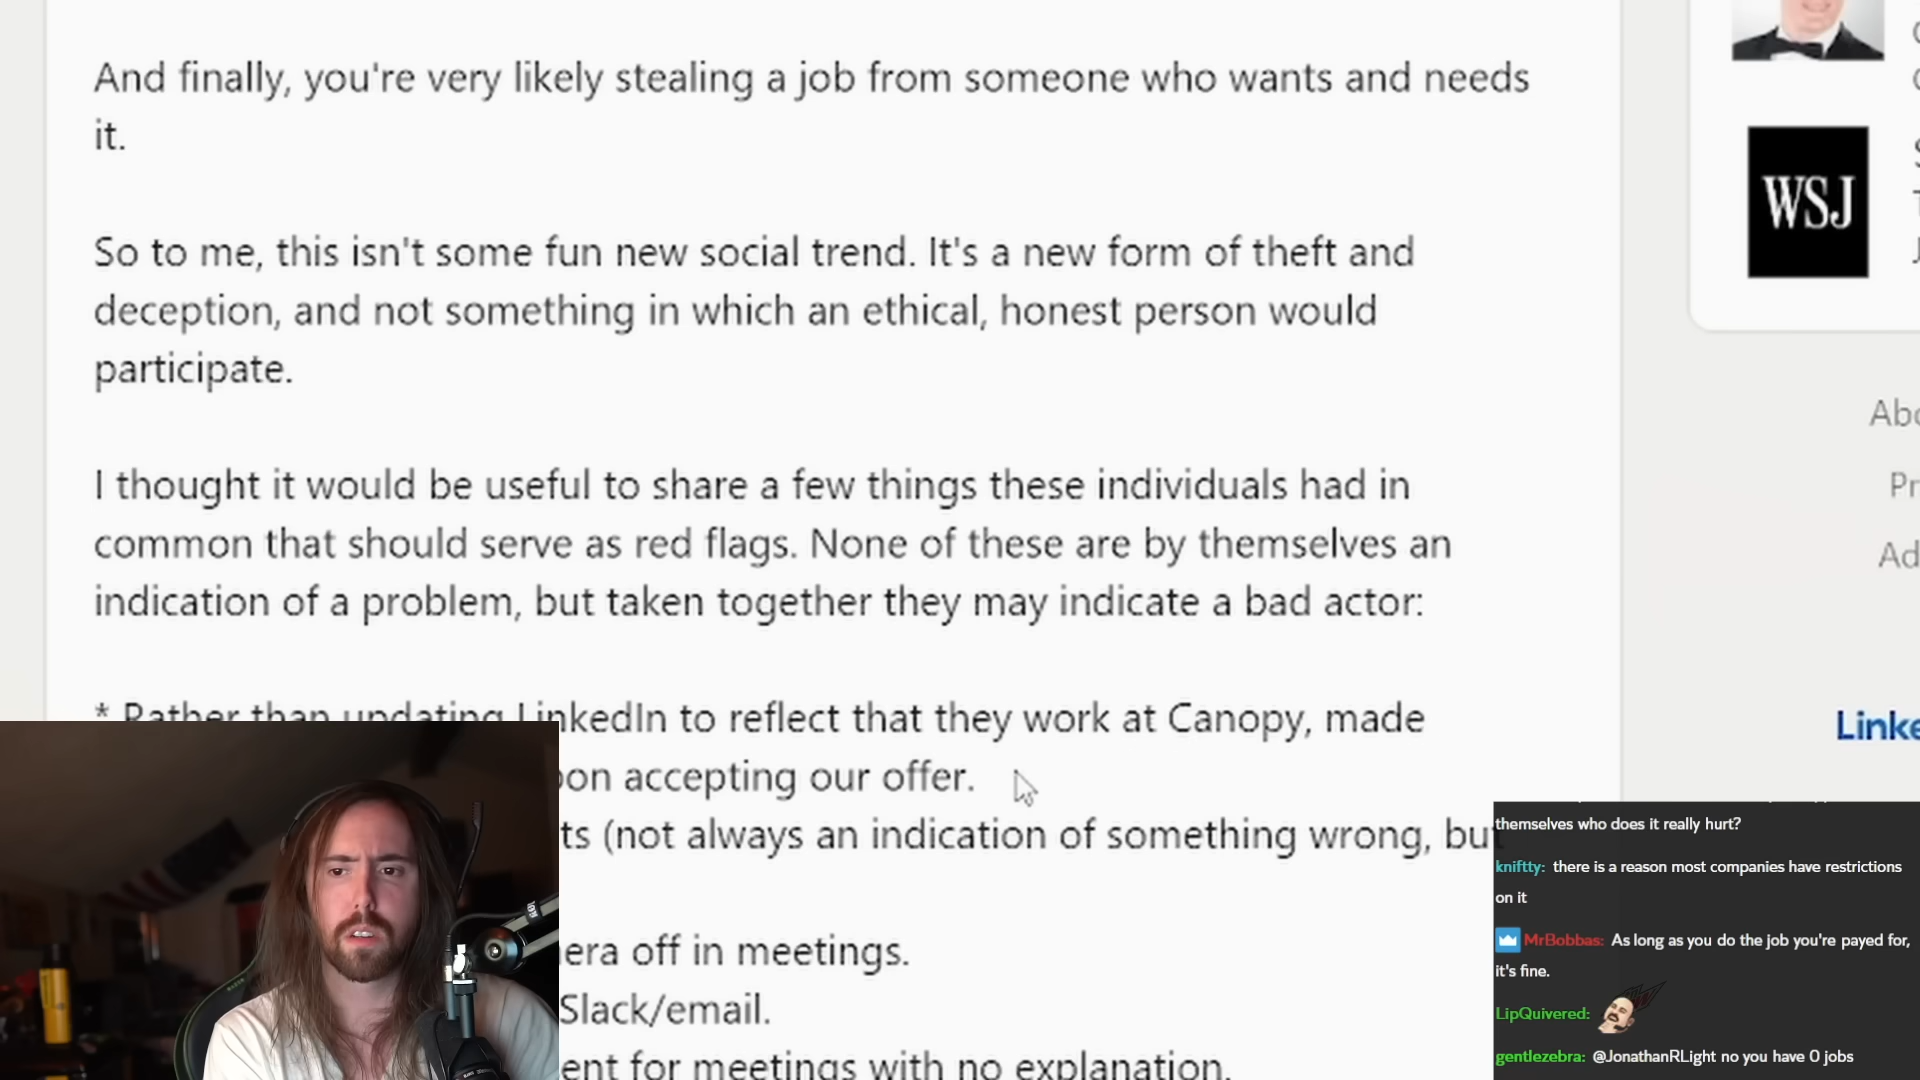 And finally, you're very likely stealing a job from someone who wants and needs
it.
So to me, this isn't some fun new social trend. It's a new form of theft and
deception, and not something in which an ethical, honest person would
participate.
I thought it would be useful to share a few things these individuals had in
common that should serve as red flags. None of these are by themselves an
indication of a problem, but taken together they may indicate a bad actor:
* Rather than updating LinkedIn to reflect that they work at Canopy, made
accepting our offer.
(not always an indication of something wrong, but
off in meetings.
Slack/email.
for meetings with no explanation.
WSJ
themselves who does it really hurt?
kniftty: there is a reason most companies have restrictions
on it
MrBobbas: As long as you do the job you're payed for,
it's fine.
LipQuivered:
gentlezebra: @JonathanRLight no you have 0 jobs